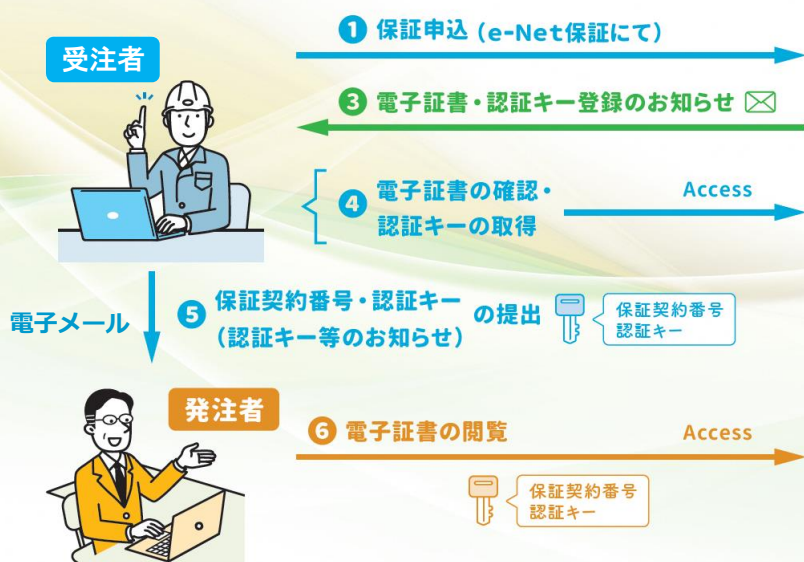 受注者
❶ 保証申込 (e-Net保証にて)
❸ 電子証書・認証キー登録のお知らせ
❹ 電子証書の確認・
認証キーの取得
Access
電子メール
❺ 保証契約番号・認証キー
(認証キー等のお知らせ)
の提出
保証契約番号
認証キー
発注者
❻ 電子証書の閲覧
Access
保証契約番号
認証キー